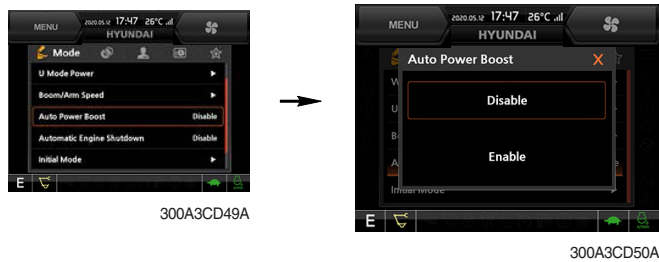 MENU
2020.05.12 17:47 26°C
HYUNDAI
Mode
U Mode Power
Boom/Arm Speed
Auto Power Boost Disable
Automatic Engine Shutdown Disable
Initial Mode
E
300A3CD49A
MENU
2020.05.12 17:47 26°C
HYUNDAI
Auto Power Boost X
Disable
Enable
Initial Mode
E
300A3CD50A